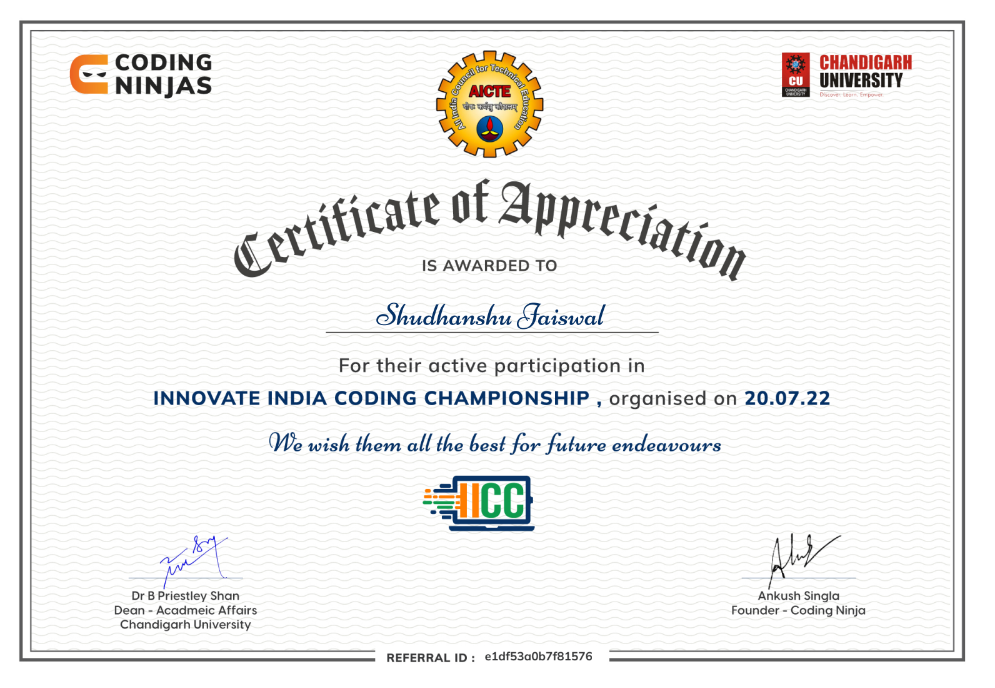 CODING
NINJAS
All India Council for Technical Education
AICTE
योगः कर्मसु कौशलम्
CU
CHANDIGARH
UNIVERSITY
CHANDIGARH
UNIVERSITY
Discover. Learn. Empower.
Certificate of Appreciation
IS AWARDED TO
Shudhanshu Jaiswal
For their active participation in
INNOVATE INDIA CODING CHAMPIONSHIP , organised on 20.07.22
We wish them all the best for future endeavours
IICC
Dr B Priestley Shan
Dean - Acadmeic Affairs
Chandigarh University
Ankush Singla
Founder - Coding Ninja
REFERRAL ID : e1df53a0b7f81576